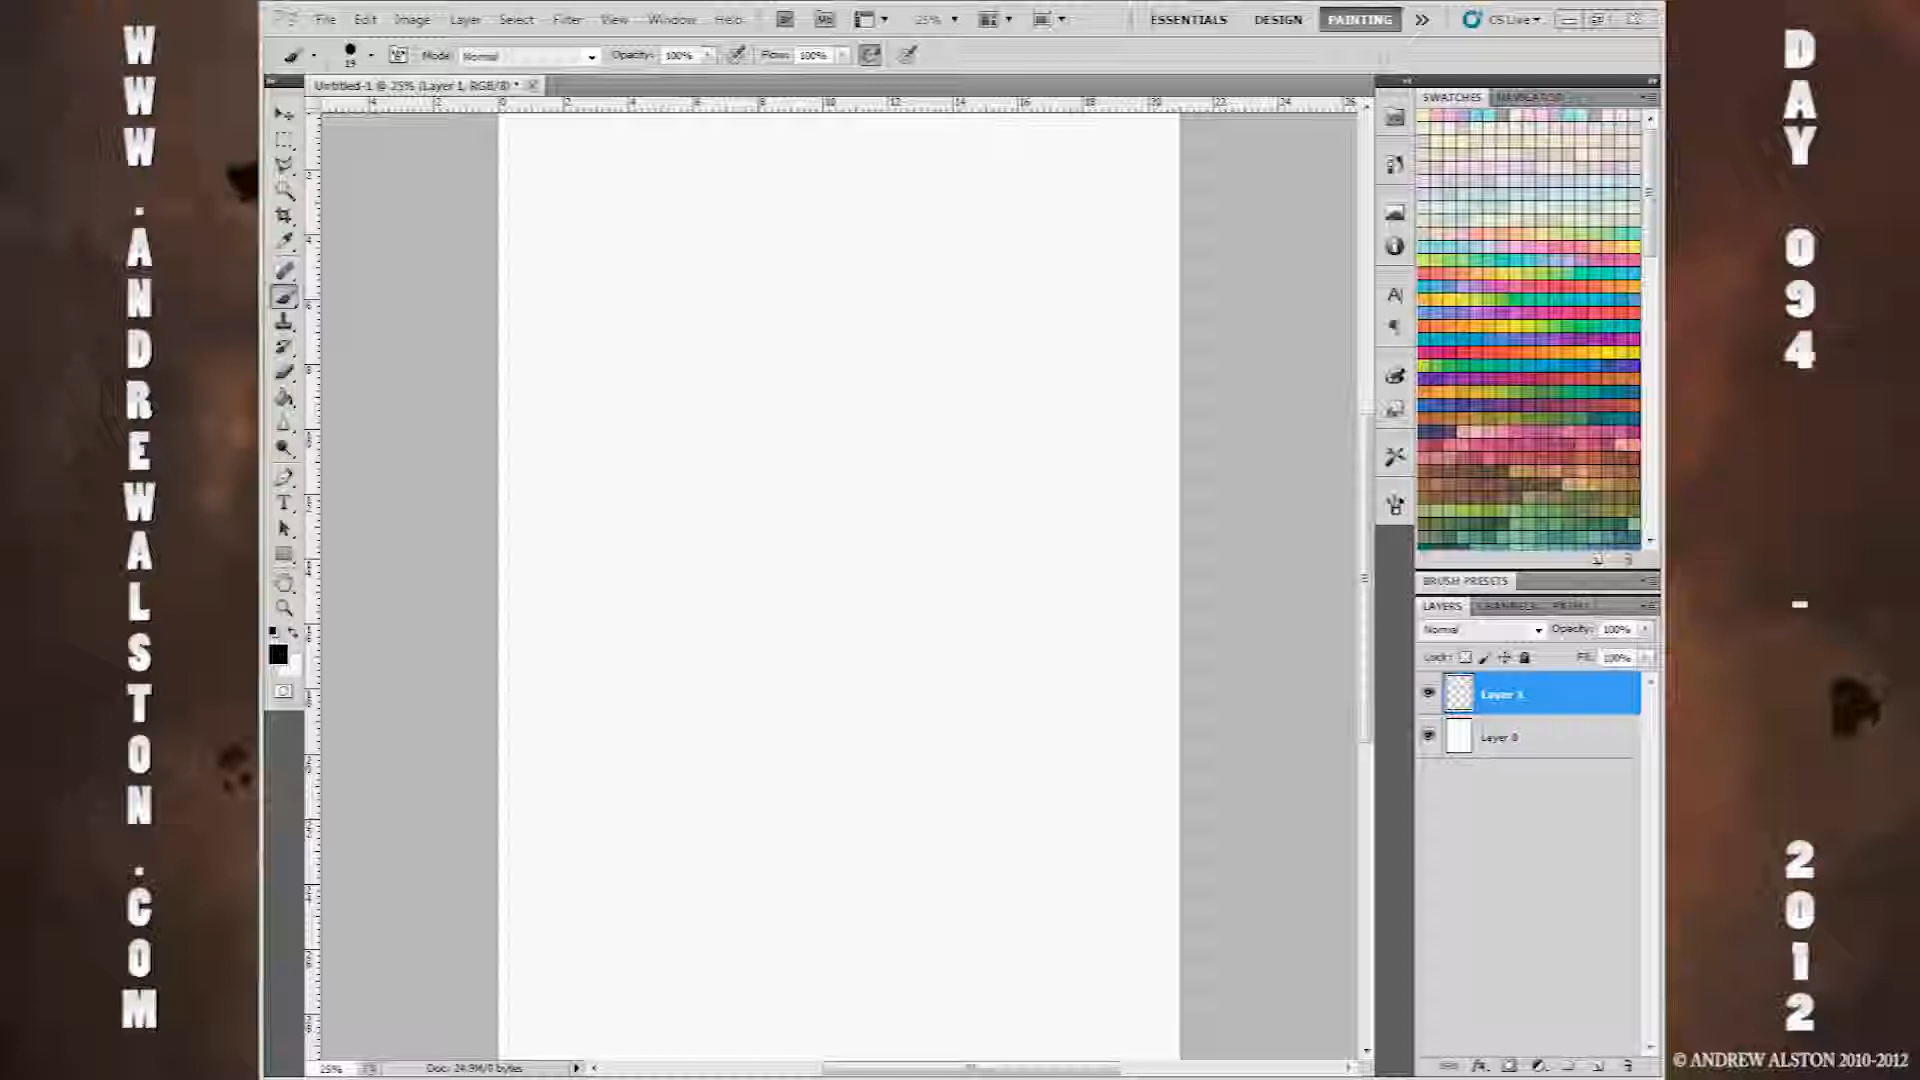 WWW.ANDREWALSTON.COM
File Edit Image Layer Select Filter View Window Help
25%
ESSENTIALS DESIGN PAINTING
CS Live
19
Mode: Normal
Opacity: 100%
Flow: 100%
Untitled-1 @ 25% (Layer 1, RGB/8) *
SWATCHES NAVIGATOR
BRUSH PRESETS
LAYERS CHANNELS PATHS
Normal
Opacity: 100%
Lock:
Fill: 100%
Layer 1
Layer 0
25%
Doc: 24.9M/0 bytes
DAY 094 - 2012
© ANDREW ALSTON 2010-2012